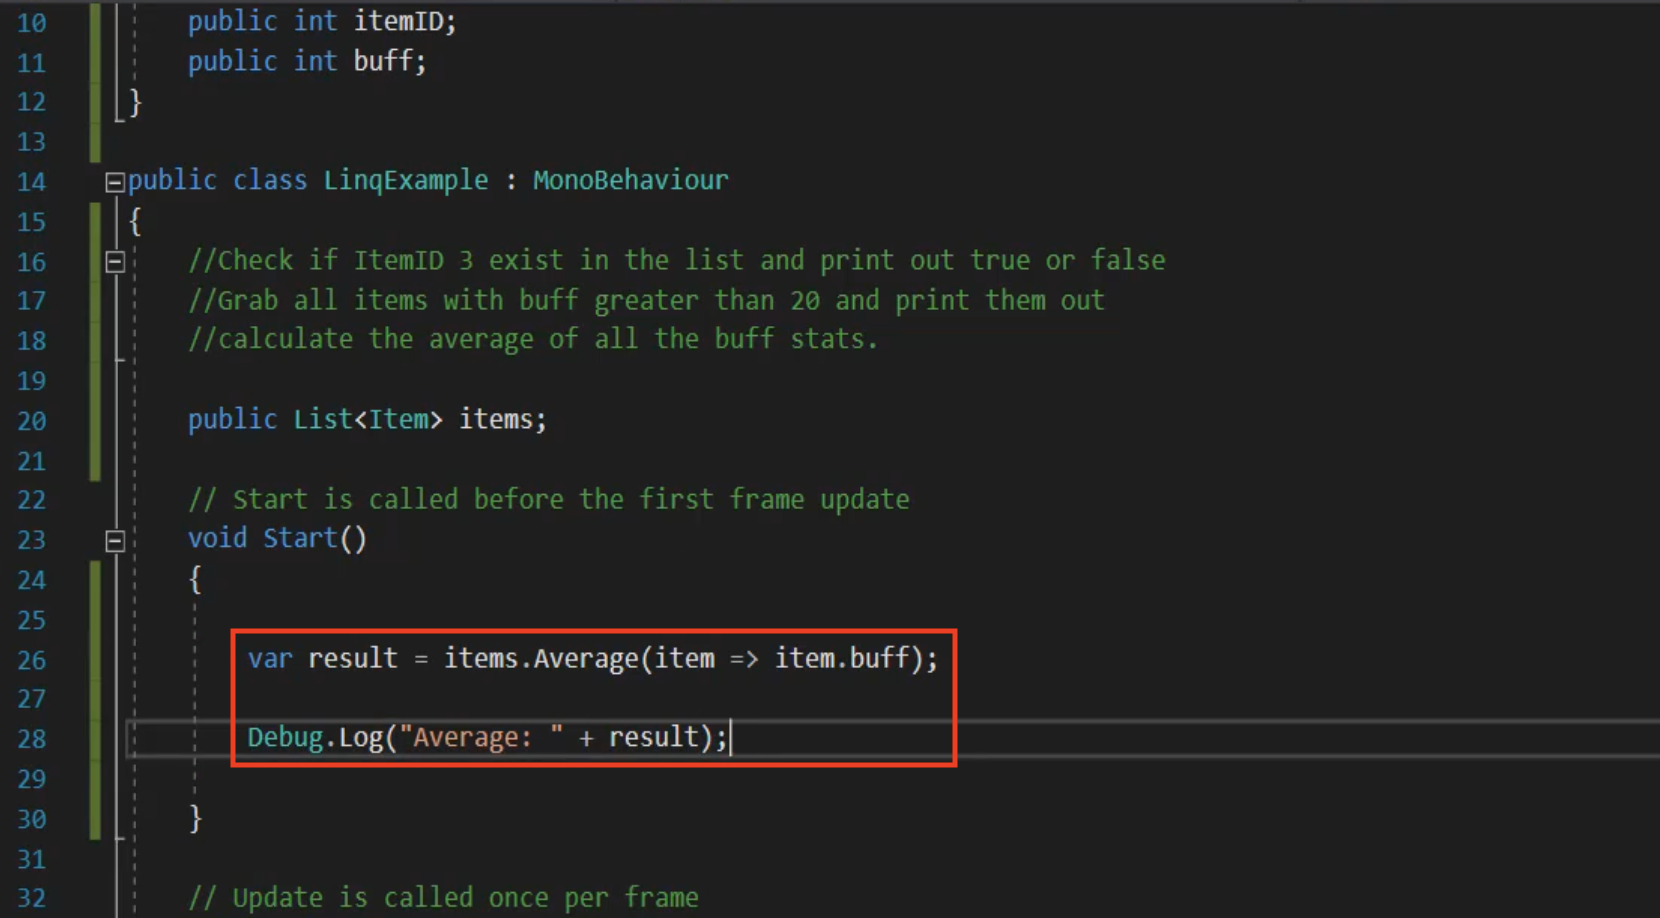 10 public int itemID;
11 public int buff;
12 }
13
14 public class LinqExample : MonoBehaviour
15 {
16 //Check if ItemID 3 exist in the list and print out true or false
17 //Grab all items with buff greater than 20 and print them out
18 //calculate the average of all the buff stats.
19
20 public List<Item> items;
21
22 // Start is called before the first frame update
23 void Start()
24 {
25
26 var result = items.Average(item => item.buff);
27
28 Debug.Log("Average: " + result);
29
30 }
31
32 // Update is called once per frame